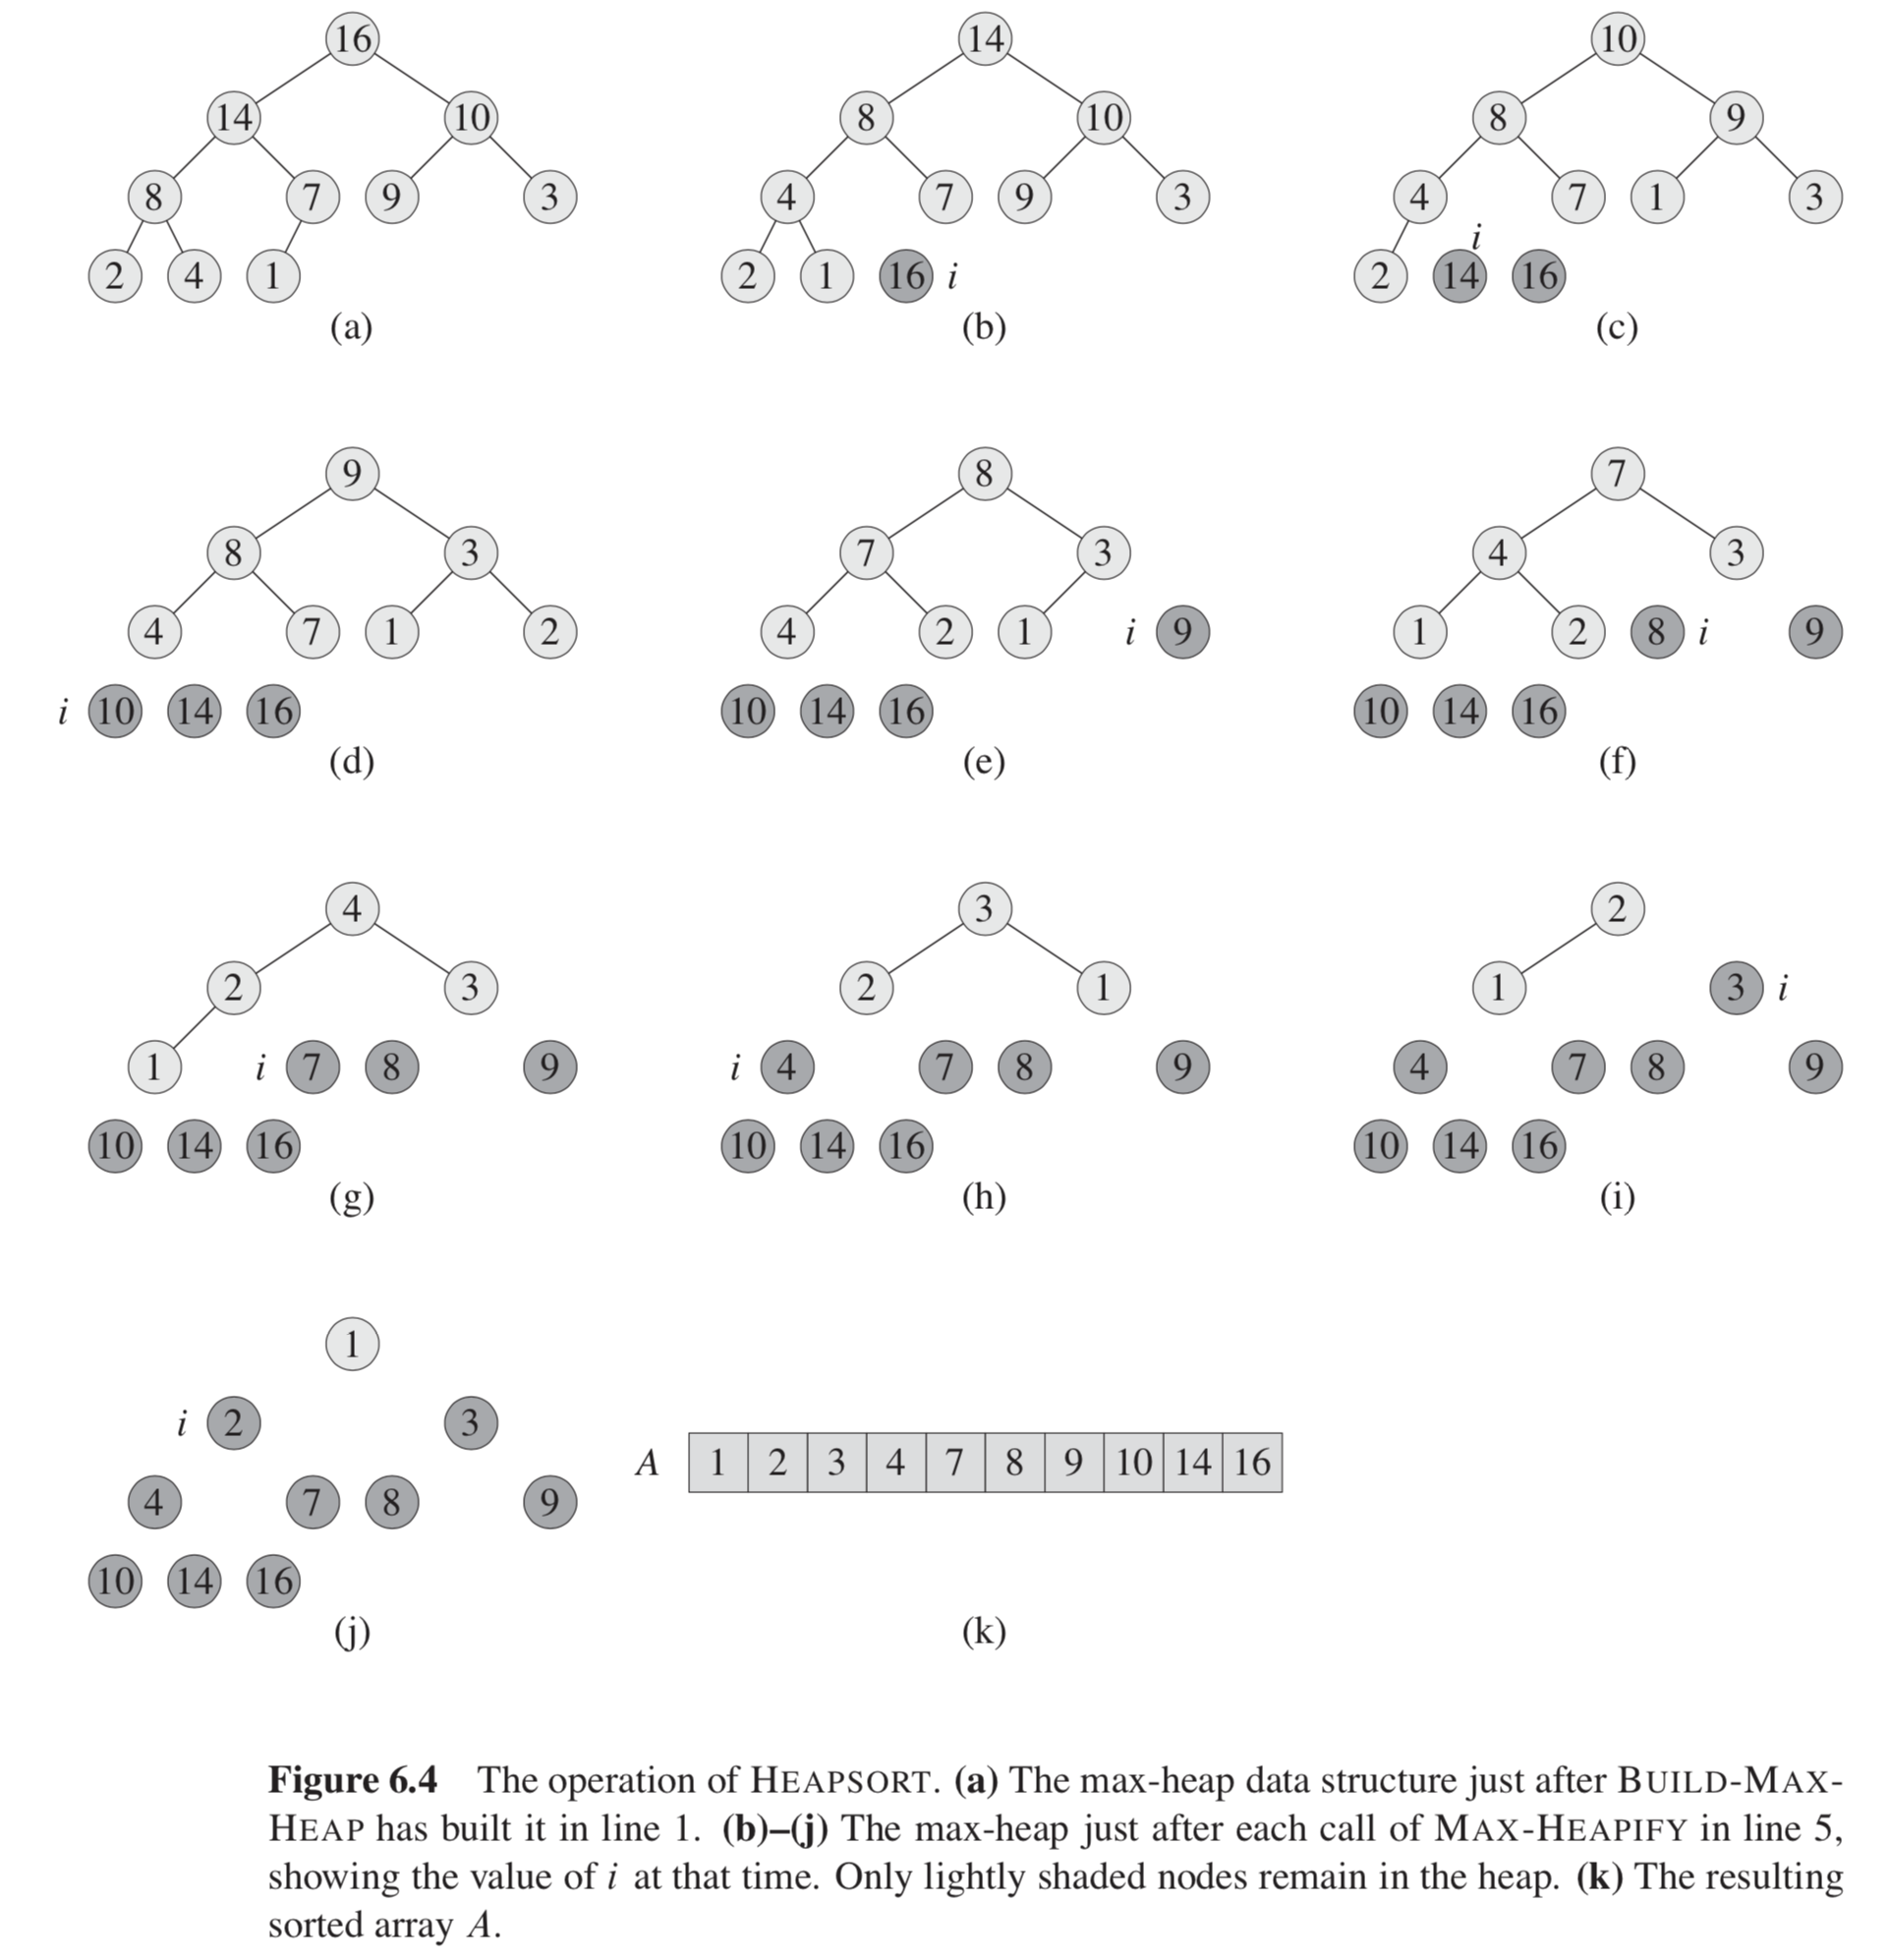 16 14 10
14 10 8 10 8 9
8 7 9 3 4 7 9 3 4 7 1 3
i
2 4 1 2 1 16 i 2 14 16
(a) (b) (c)
9 8 7
8 3 7 3 4 3
4 7 1 2 4 2 1 i 9 1 2 8 i 9
i 10 14 16 10 14 16 10 14 16
(d) (e) (f)
4 3 2
2 3 2 1 1 3 i
1 i 7 8 9 i 4 7 8 9 4 7 8 9
10 14 16 10 14 16 10 14 16
(g) (h) (i)
1
i 2 3
A 1 2 3 4 7 8 9 10 14 16
4 7 8 9
10 14 16
(j) (k)
Figure 6.4 The operation of HEAPSORT. (a) The max-heap data structure just after BUILD-MAX-
HEAP has built it in line 1. (b)–(j) The max-heap just after each call of MAX-HEAPIFY in line 5,
showing the value of i at that time. Only lightly shaded nodes remain in the heap. (k) The resulting
sorted array A.